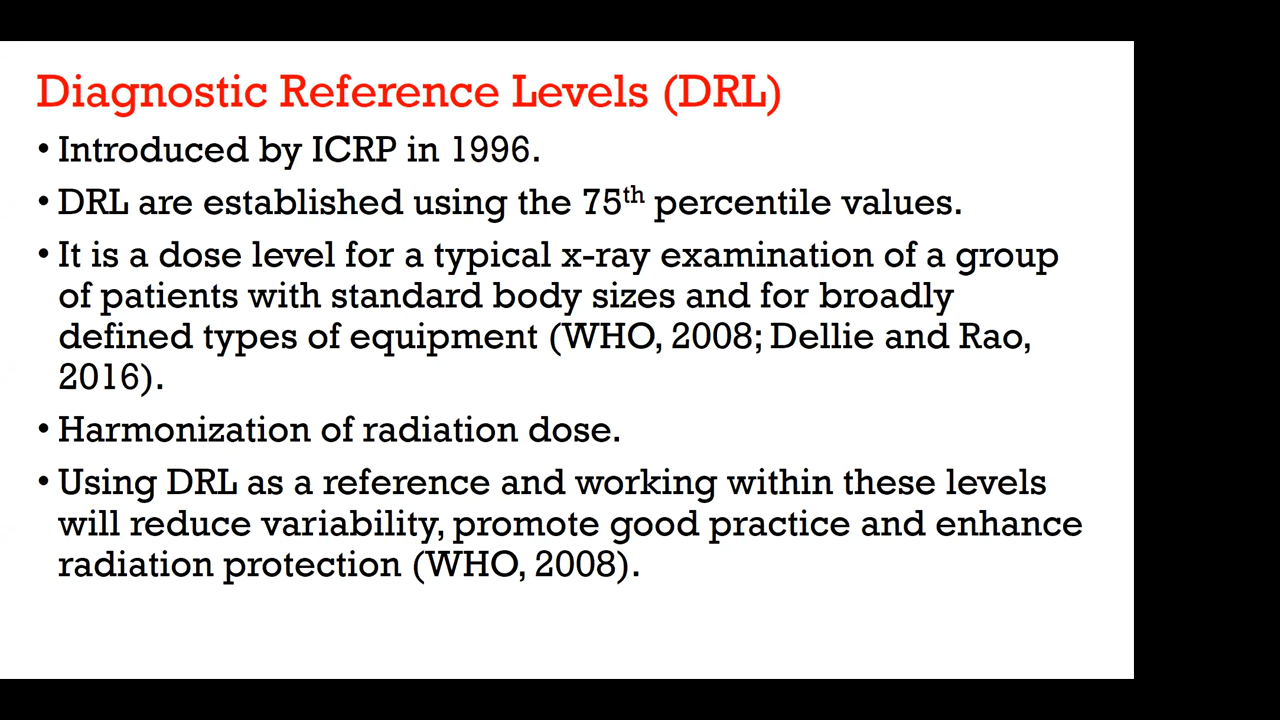 Diagnostic Reference Levels (DRL)
• Introduced by ICRP in 1996.
• DRL are established using the 75th percentile values.
• It is a dose level for a typical x-ray examination of a group
of patients with standard body sizes and for broadly
defined types of equipment (WHO, 2008; Dellie and Rao,
2016).
• Harmonization of radiation dose.
• Using DRL as a reference and working within these levels
will reduce variability, promote good practice and enhance
radiation protection (WHO, 2008).